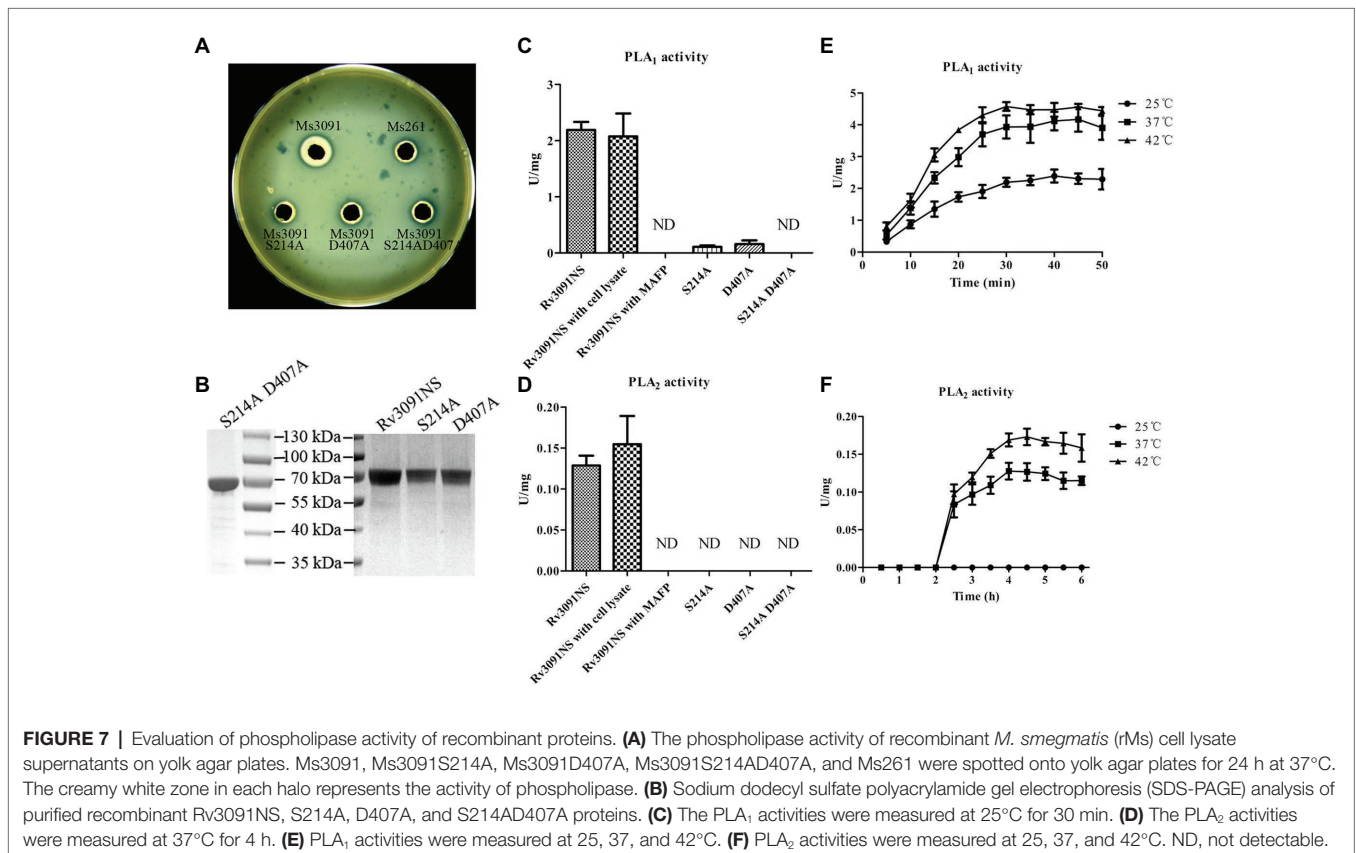 A
Ms3091
Ms261
Ms3091
S214A
Ms3091
D407A
Ms3091
S214AD407A
B
S214A D407A
Rv3091NS
S214A
D407A
130 kDa
100 kDa
70 kDa
55 kDa
40 kDa
35 kDa
C
PLA₁ activity
U/mg
3
2
1
0
ND
ND
Rv3091NS
Rv3091NS with cell lysate
Rv3091NS with MAFP
S214A
D407A
S214A D407A
D
PLA₂ activity
U/mg
0.20
0.15
0.10
0.05
0.00
ND
ND
ND
ND
Rv3091NS
Rv3091NS with cell lysate
Rv3091NS with MAFP
S214A
D407A
S214A D407A
E
PLA₁ activity
U/mg
5
4
3
2
1
0
10
20
30
40
50
Time (min)
25℃
37℃
42℃
F
PLA₂ activity
U/mg
0.20
0.15
0.10
0.05
0.00
0
1
2
3
4
5
6
Time (h)
25℃
37℃
42℃
FIGURE 7 | Evaluation of phospholipase activity of recombinant proteins. (A) The phospholipase activity of recombinant M. smegmatis (rMs) cell lysate
supernatants on yolk agar plates. Ms3091, Ms3091S214A, Ms3091D407A, Ms3091S214AD407A, and Ms261 were spotted onto yolk agar plates for 24 h at 37°C.
The creamy white zone in each halo represents the activity of phospholipase. (B) Sodium dodecyl sulfate polyacrylamide gel electrophoresis (SDS-PAGE) analysis of
purified recombinant Rv3091NS, S214A, D407A, and S214AD407A proteins. (C) The PLA₁ activities were measured at 25°C for 30 min. (D) The PLA₂ activities
were measured at 37°C for 4 h. (E) PLA₁ activities were measured at 25, 37, and 42°C. (F) PLA₂ activities were measured at 25, 37, and 42°C. ND, not detectable.